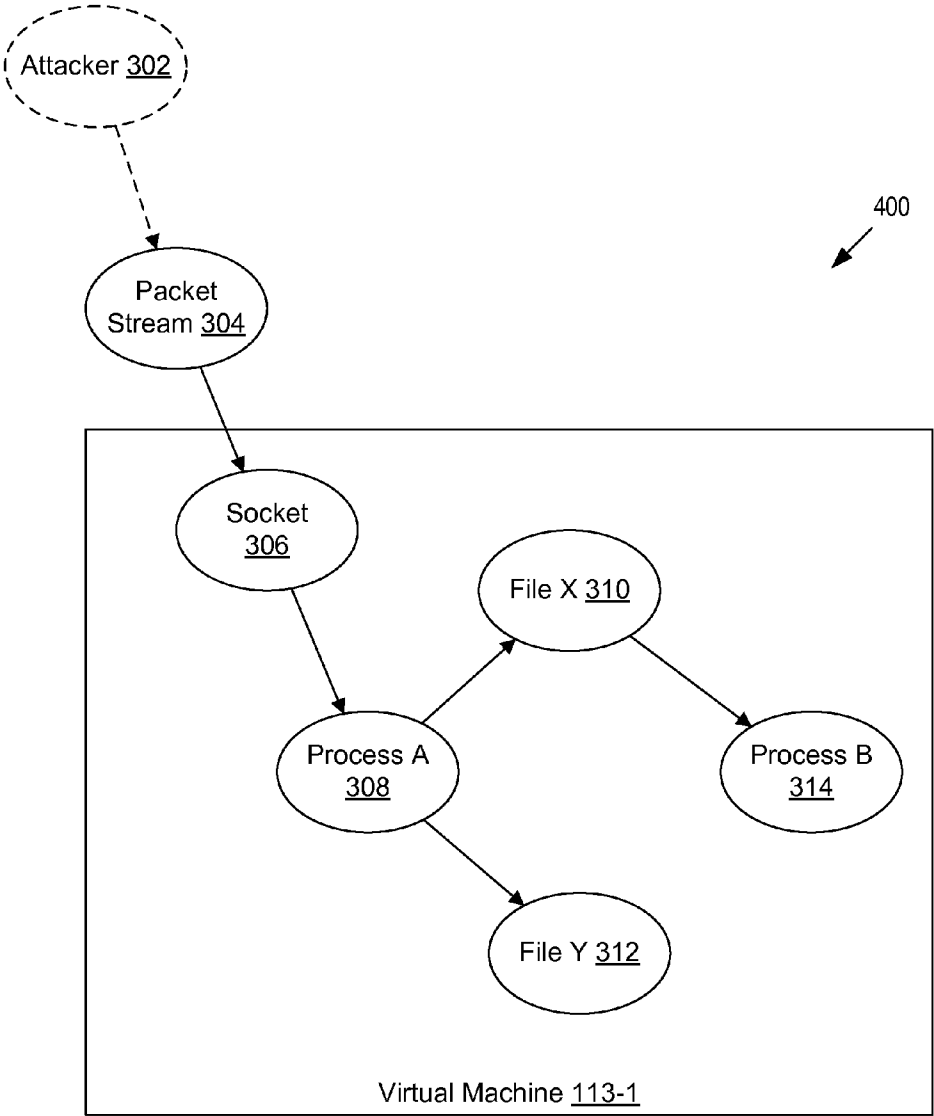 Attacker 302
400
Packet
Stream 304
Socket
306
File X 310
Process A
308
Process B
314
File Y 312
Virtual Machine 113-1